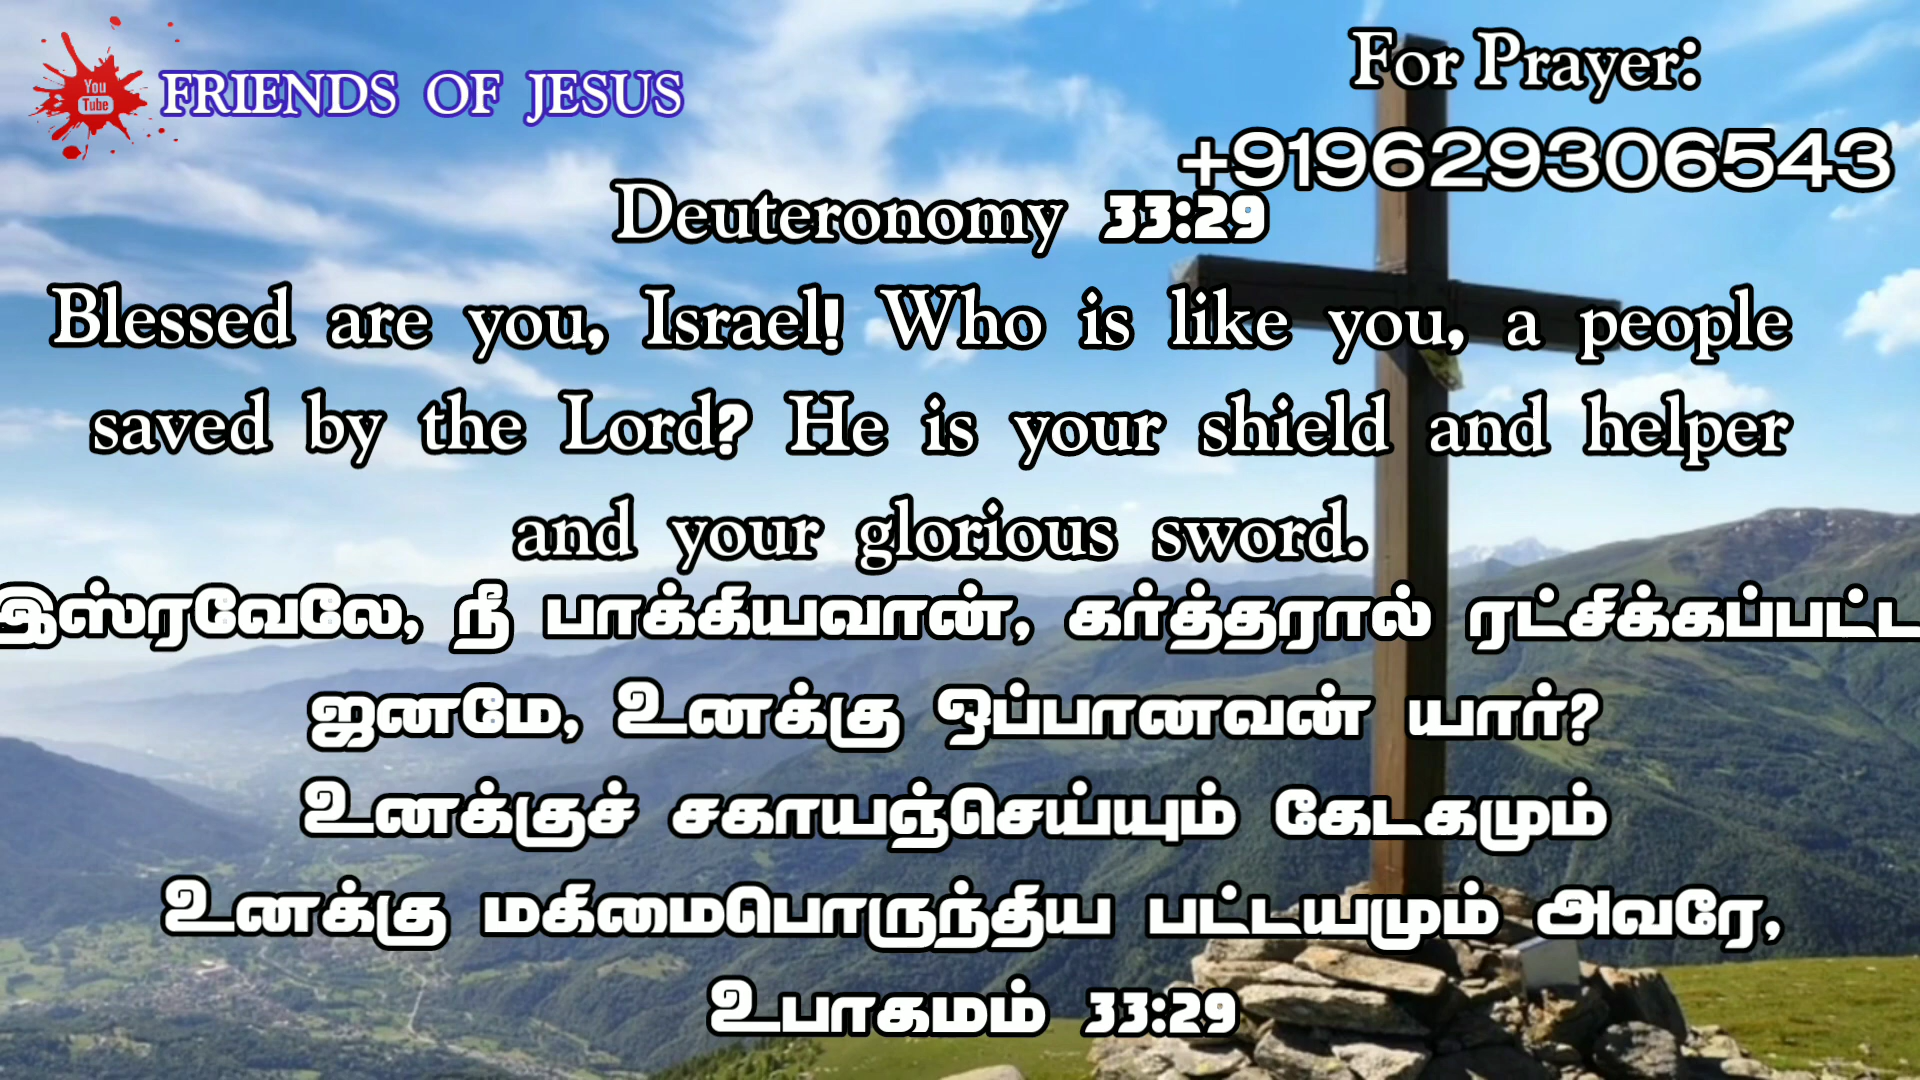 You
Tube
FRIENDS OF JESUS
For Prayer:
+919629306543
Deuteronomy 33:29
Blessed are you, Israel! Who is like you, a people
saved by the Lord? He is your shield and helper
and your glorious sword.
இஸ்ரவேலே, நீ பாக்கியவான், கர்த்தரால் ரட்சிக்கப்பட்ட
ஜனமே, உனக்கு ஒப்பானவன் யார்?
உனக்குச் சகாயஞ்செய்யும் கேடகமும்
உனக்கு மகிமைபொருந்திய பட்டயமும் அவரே,
உபாகமம் 33:29